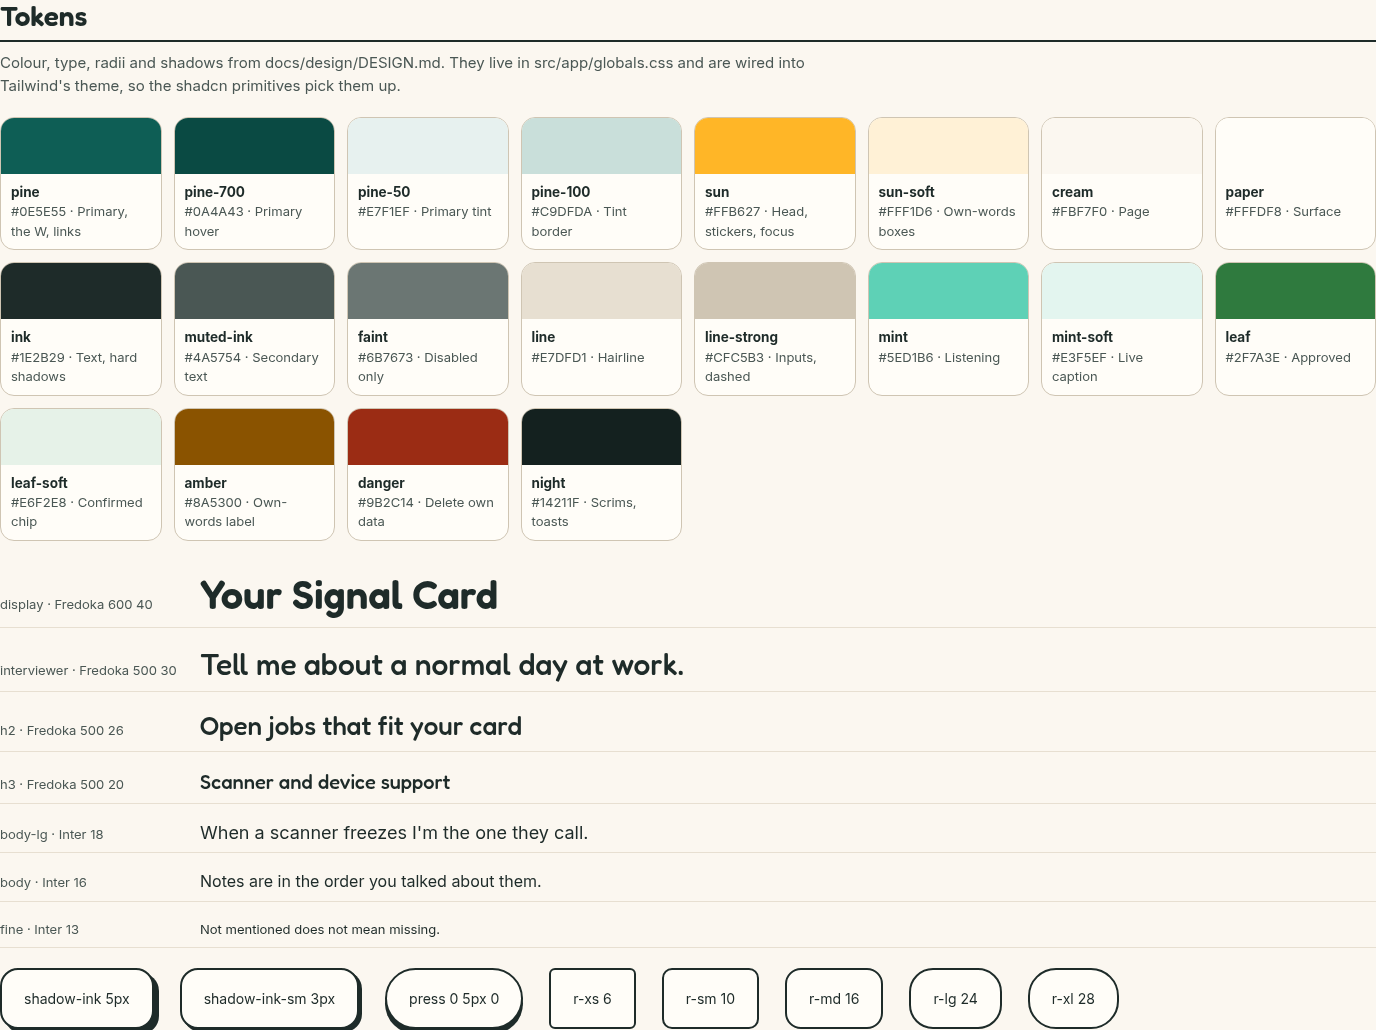 Tokens
Colour, type, radii and shadows from docs/design/DESIGN.md. They live in src/app/globals.css and are wired into
Tailwind's theme, so the shadcn primitives pick them up.
pine
#0E5E55 · Primary,
the W, links
pine-700
#0A4A43 · Primary
hover
pine-50
#E7F1EF · Primary tint
pine-100
#C9DFDA · Tint
border
sun
#FFB627 · Head,
stickers, focus
sun-soft
#FFF1D6 · Own-words
boxes
cream
#FBF7F0 · Page
paper
#FFFDF8 · Surface
ink
#1E2B29 · Text, hard
shadows
muted-ink
#4A5754 · Secondary
text
faint
#6B7673 · Disabled
only
line
#E7DFD1 · Hairline
line-strong
#CFC5B3 · Inputs,
dashed
mint
#5ED1B6 · Listening
mint-soft
#E3F5EF · Live
caption
leaf
#2F7A3E · Approved
leaf-soft
#E6F2E8 · Confirmed
chip
amber
#8A5300 · Own-
words label
danger
#9B2C14 · Delete own
data
night
#14211F · Scrims,
toasts
display · Fredoka 600 40
Your Signal Card
interviewer · Fredoka 500 30
Tell me about a normal day at work.
h2 · Fredoka 500 26
Open jobs that fit your card
h3 · Fredoka 500 20
Scanner and device support
body-lg · Inter 18
When a scanner freezes I'm the one they call.
body · Inter 16
Notes are in the order you talked about them.
fine · Inter 13
Not mentioned does not mean missing.
shadow-ink 5px
shadow-ink-sm 3px
press 0 5px 0
r-xs 6
r-sm 10
r-md 16
r-lg 24
r-xl 28